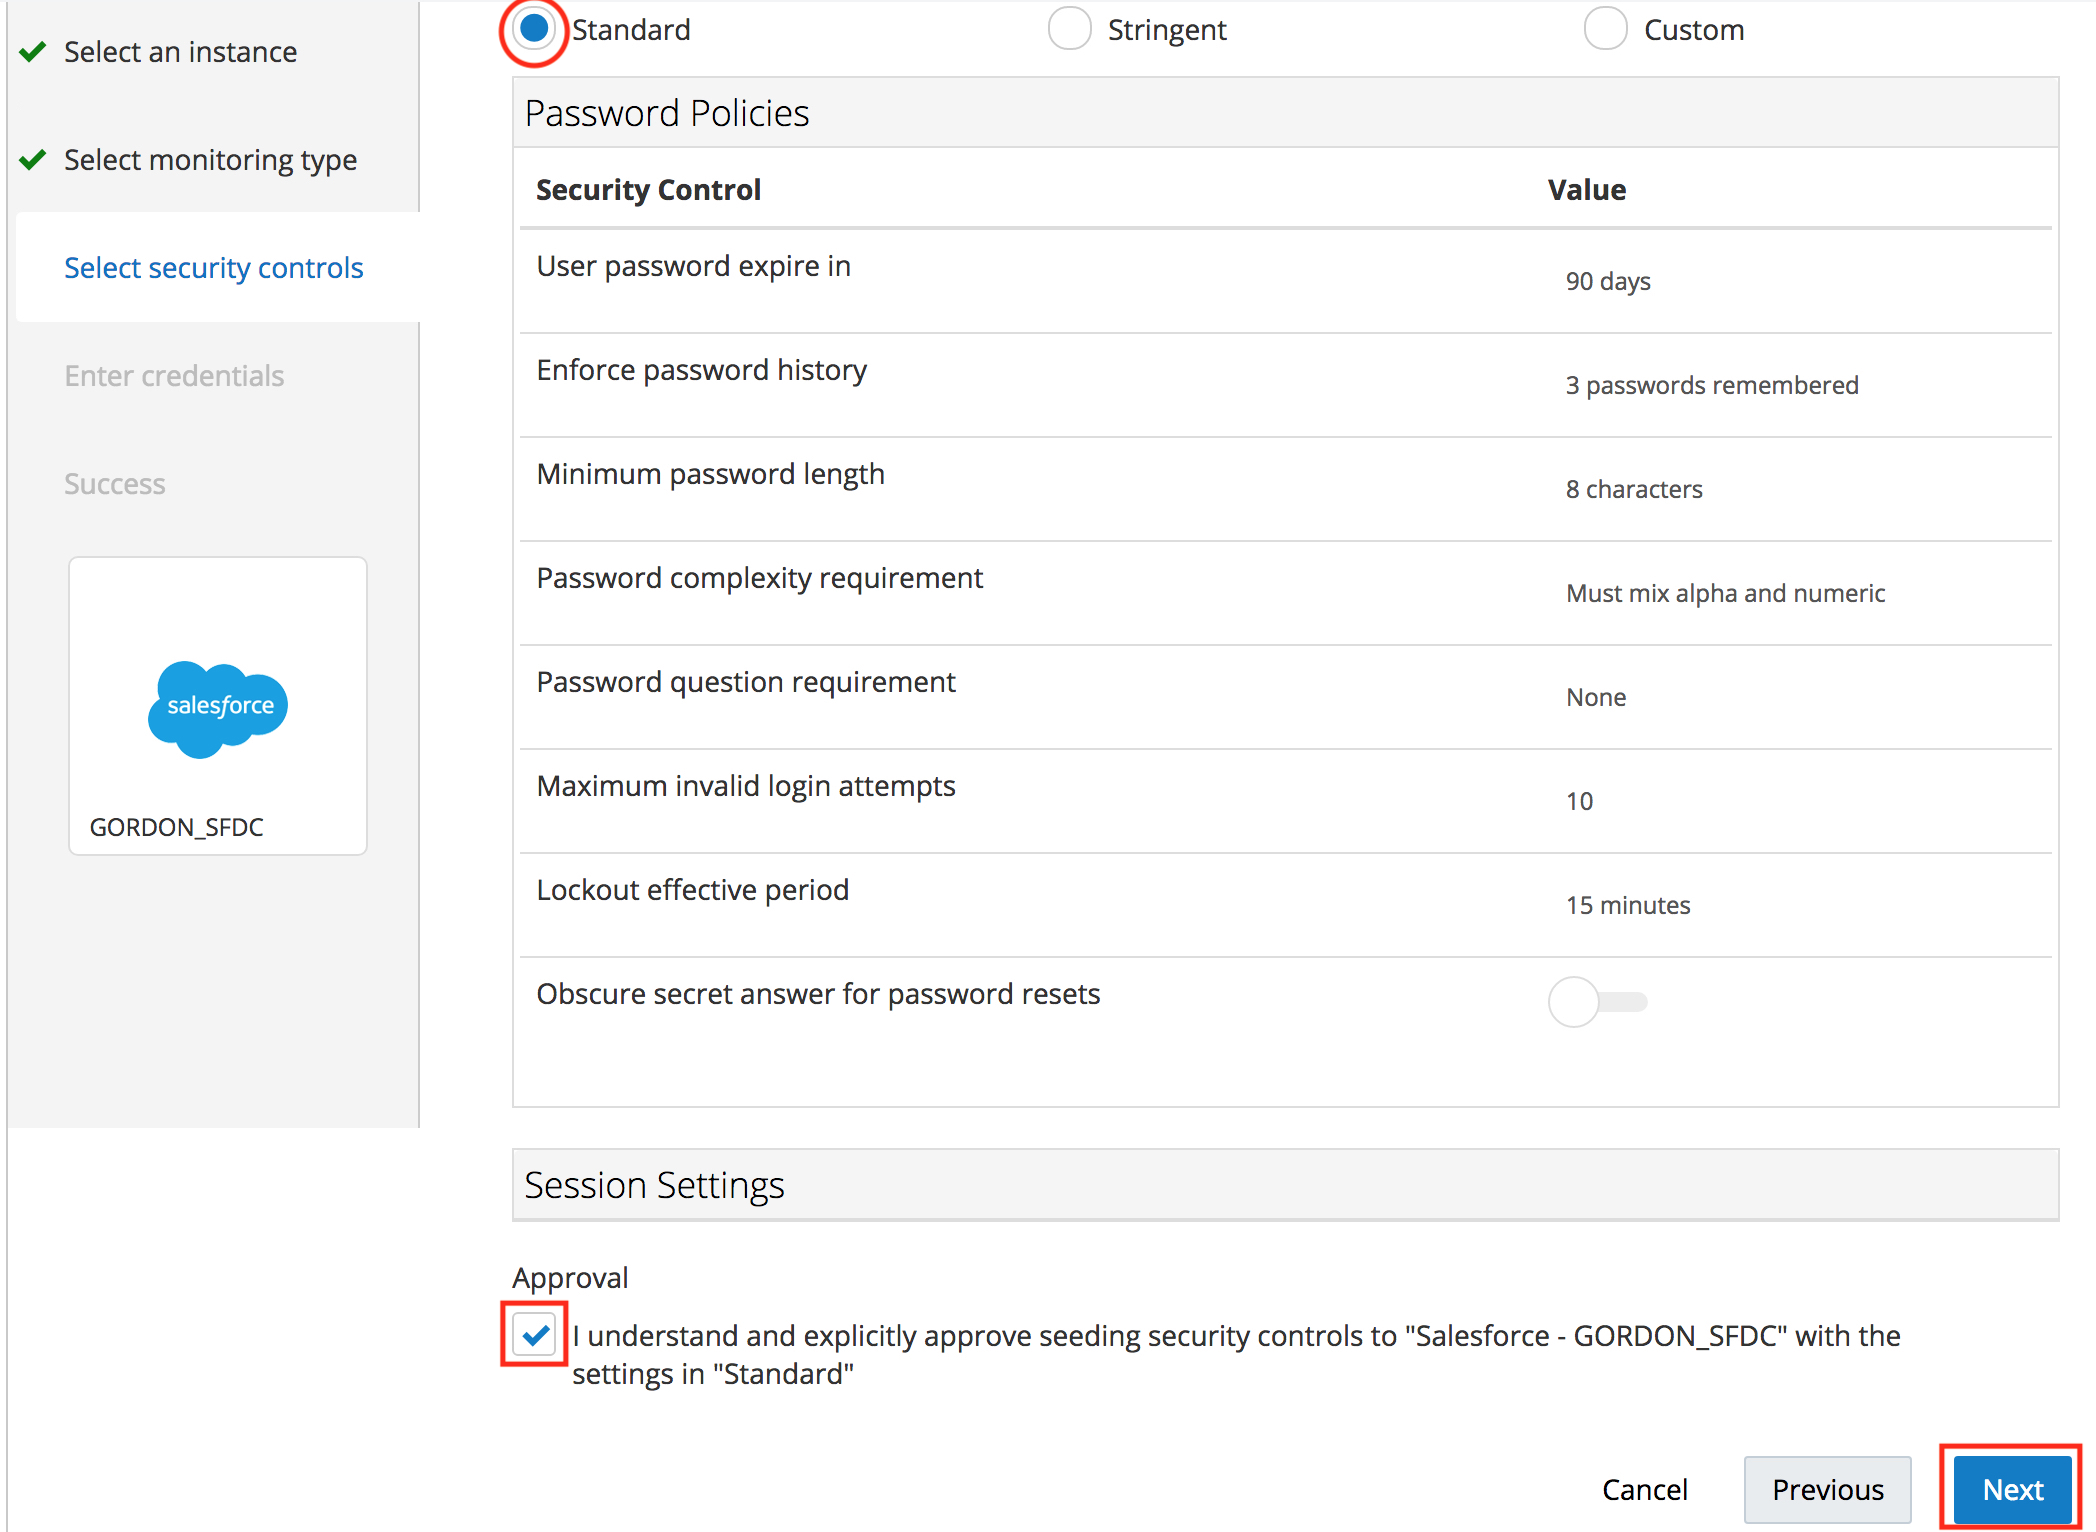 Select an instance
Select monitoring type
Select security controls
Enter credentials
Success
salesforce
GORDON_SFDC
Standard Stringent Custom
Password Policies
Security Control Value
User password expire in 90 days
Enforce password history 3 passwords remembered
Minimum password length 8 characters
Password complexity requirement Must mix alpha and numeric
Password question requirement None
Maximum invalid login attempts 10
Lockout effective period 15 minutes
Obscure secret answer for password resets
Session Settings
Approval
I understand and explicitly approve seeding security controls to "Salesforce - GORDON_SFDC" with the
settings in "Standard"
Cancel Previous Next